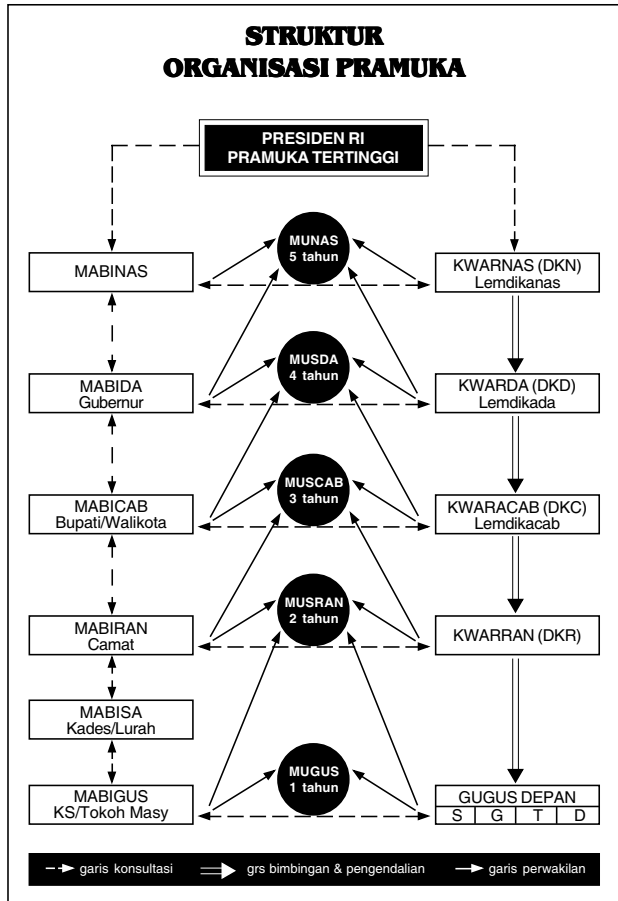 STRUKTUR
ORGANISASI PRAMUKA
PRESIDEN RI
PRAMUKA TERTINGGI
MUNAS
5 tahun
MABINAS
KWARNAS (DKN)
Lemdikanas
MUSDA
4 tahun
MABIDA
Gubernur
KWARDA (DKD)
Lemdikada
MUSCAB
3 tahun
MABICAB
Bupati/Walikota
KWARACAB (DKC)
Lemdikacab
MUSRAN
2 tahun
MABIRAN
Camat
KWARRAN (DKR)
MABISA
Kades/Lurah
MUGUS
1 tahun
MABIGUS
KS/Tokoh Masy
GUGUS DEPAN
S G T D
garis konsultasi grs bimbingan & pengendalian garis perwakilan